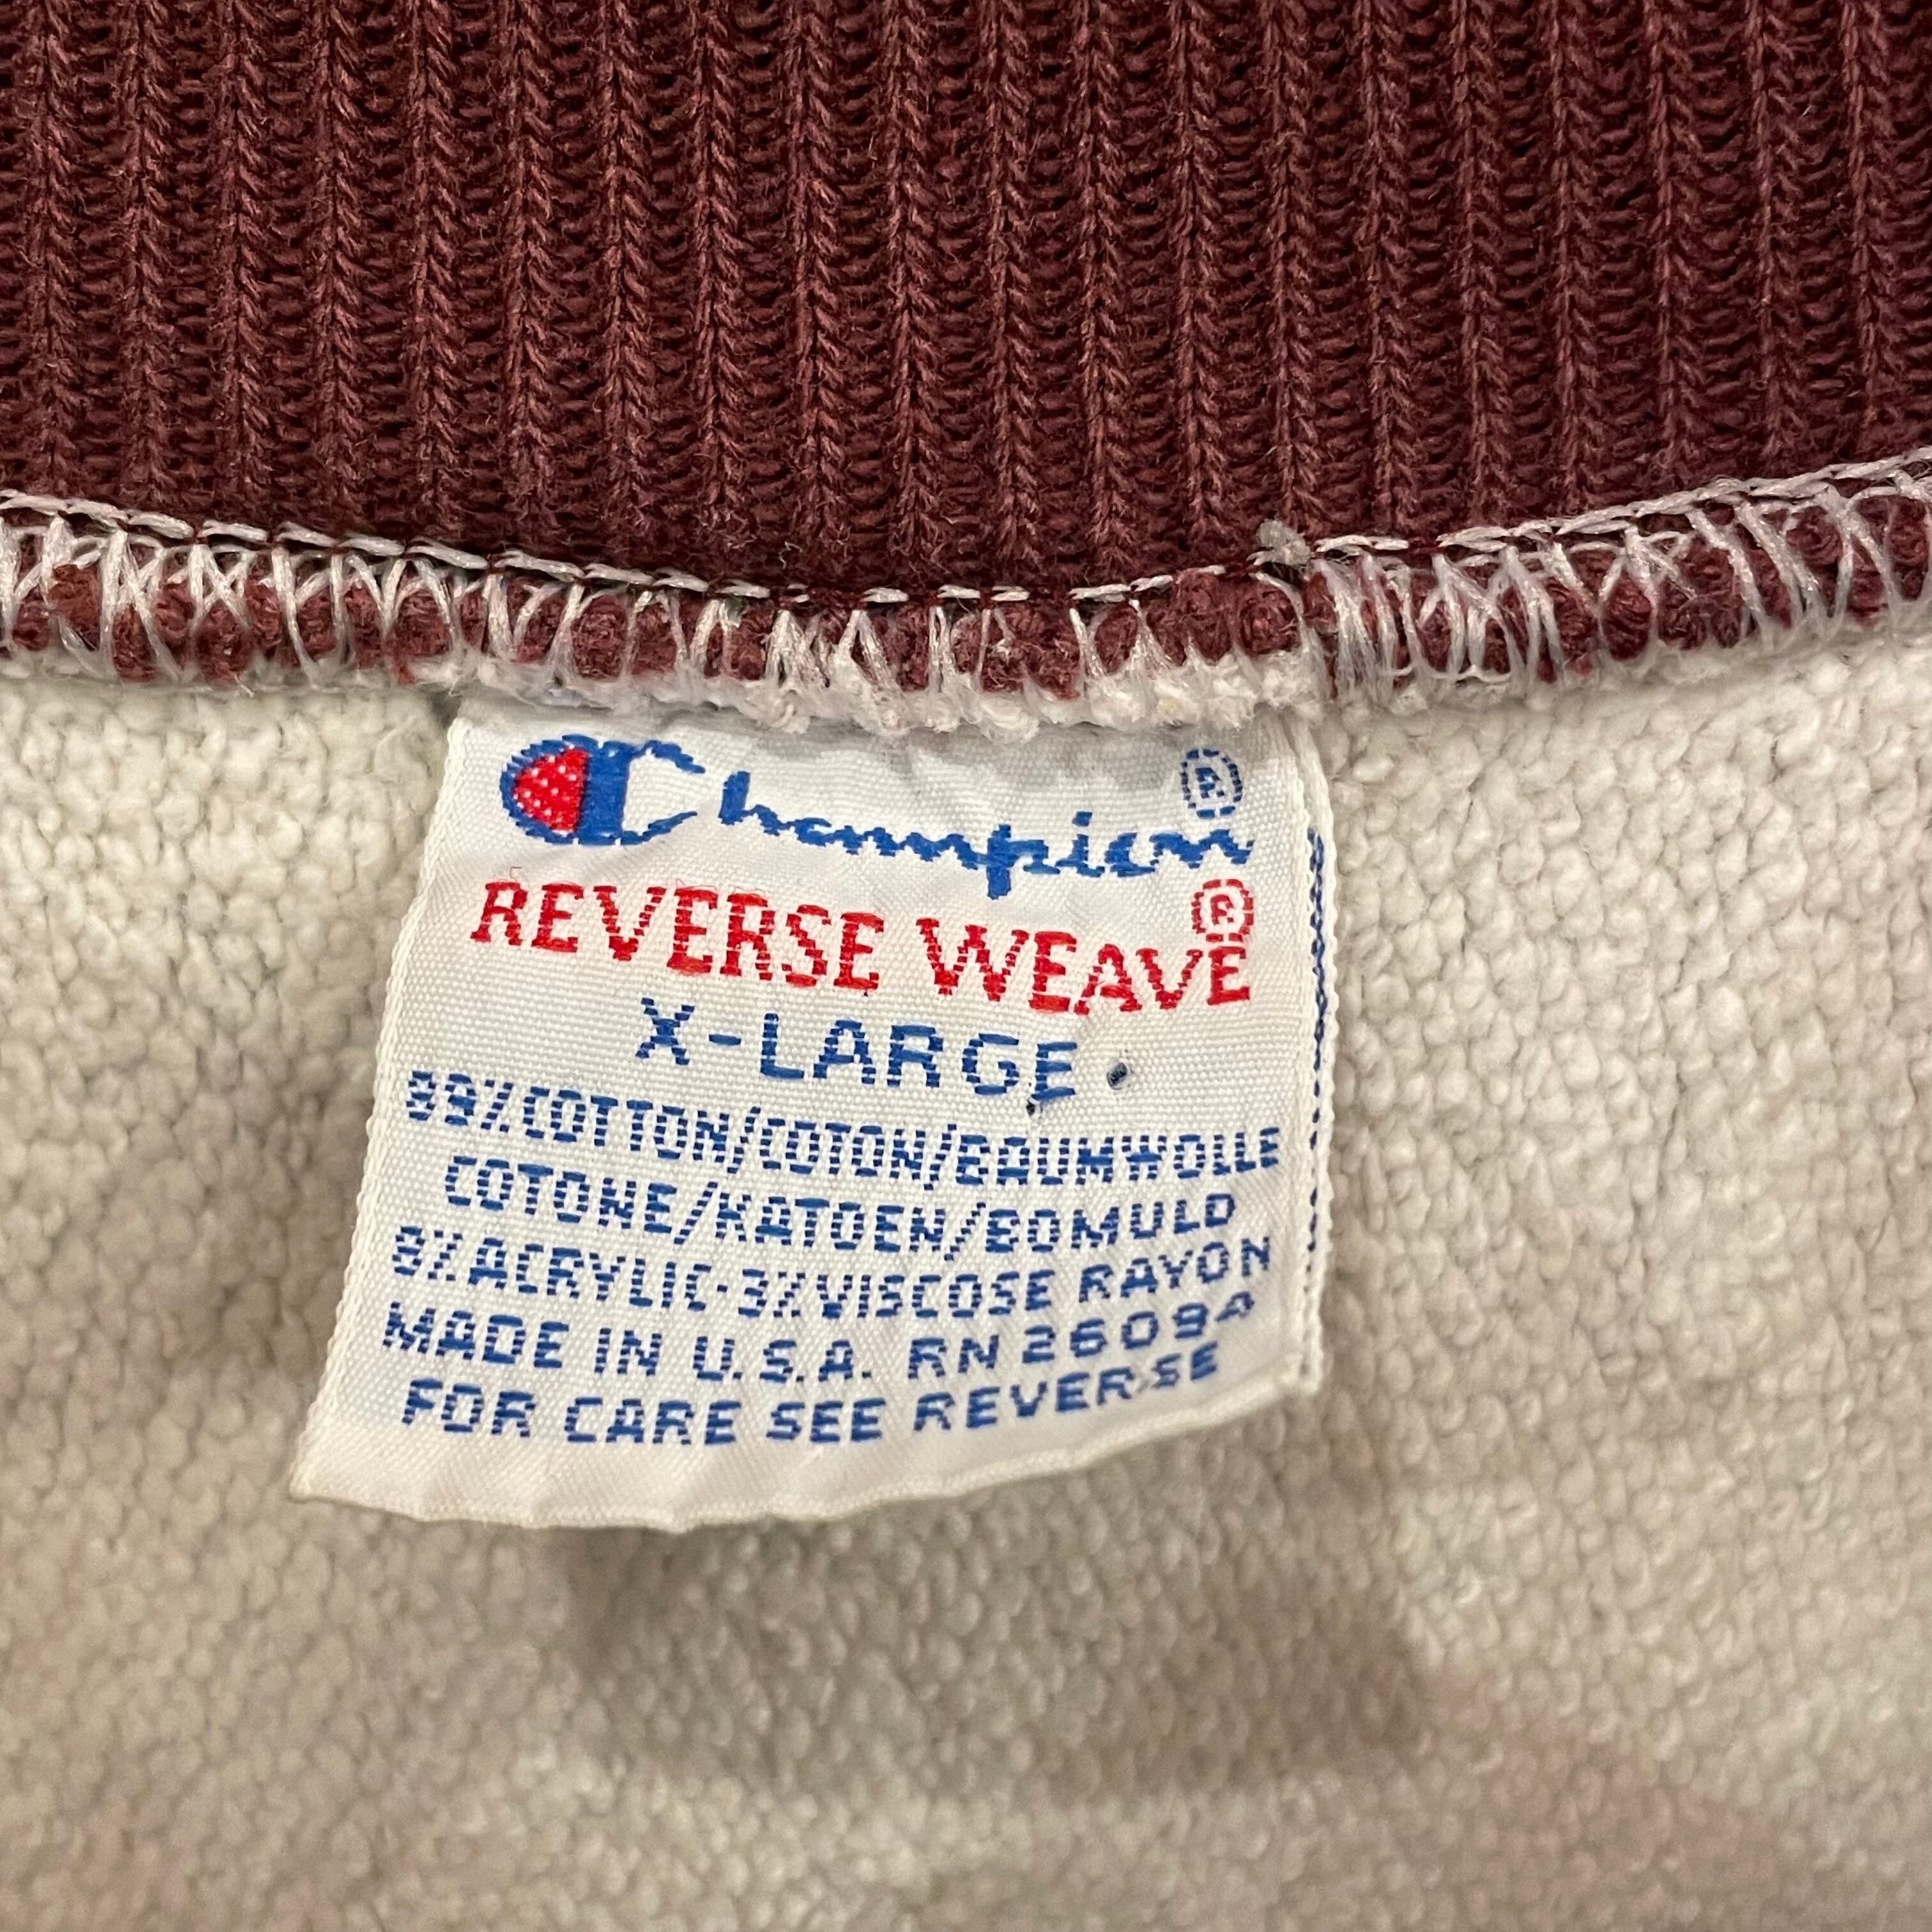 Champion ®
REVERSE WEAVE ®
X-LARGE
89% COTTON/COTON/BAUMWOLLE
COTONE/KATOEN/BOMULD
8% ACRYLIC-3% VISCOSE RAYON
MADE IN U.S.A. RN 26094
FOR CARE SEE REVERSE